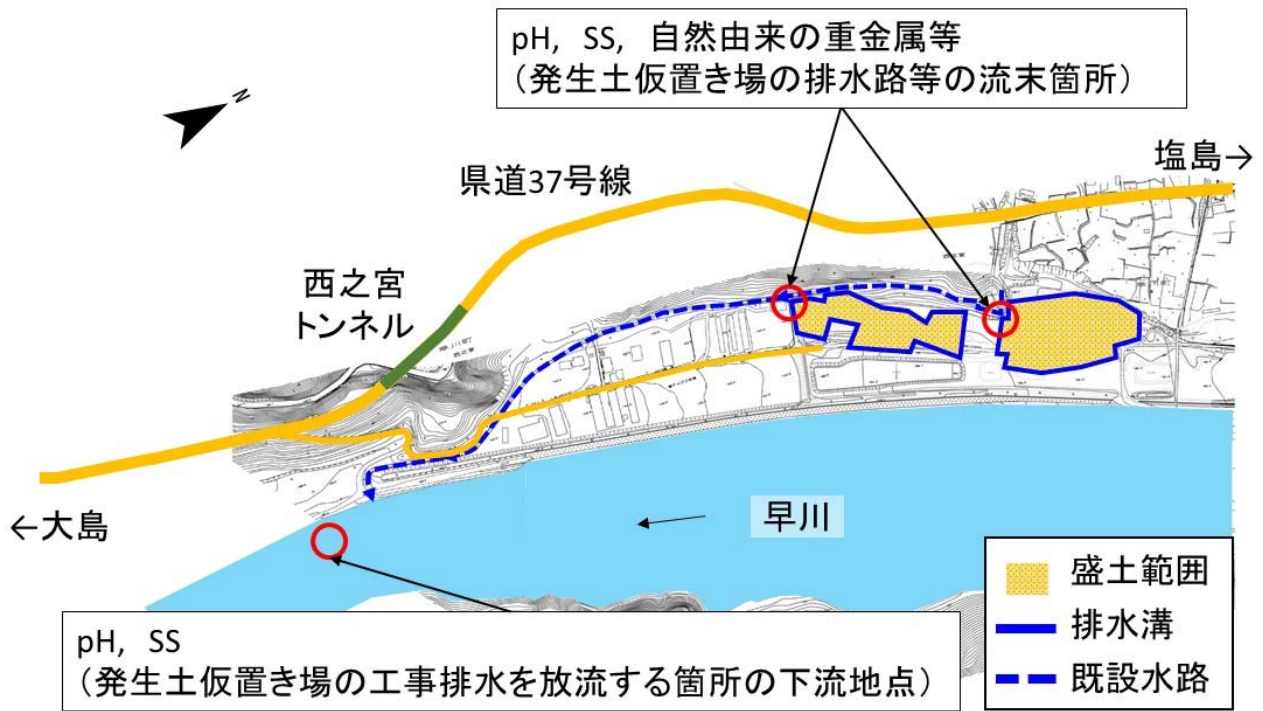 pH, SS, 自然由来の重金属等
（発生土仮置き場の排水路等の流末箇所）
N
塩島→
県道37号線
西之宮
トンネル
←大島
← 早川
盛土範囲
排水溝
既設水路
pH, SS
（発生土仮置き場の工事排水を放流する箇所の下流地点）